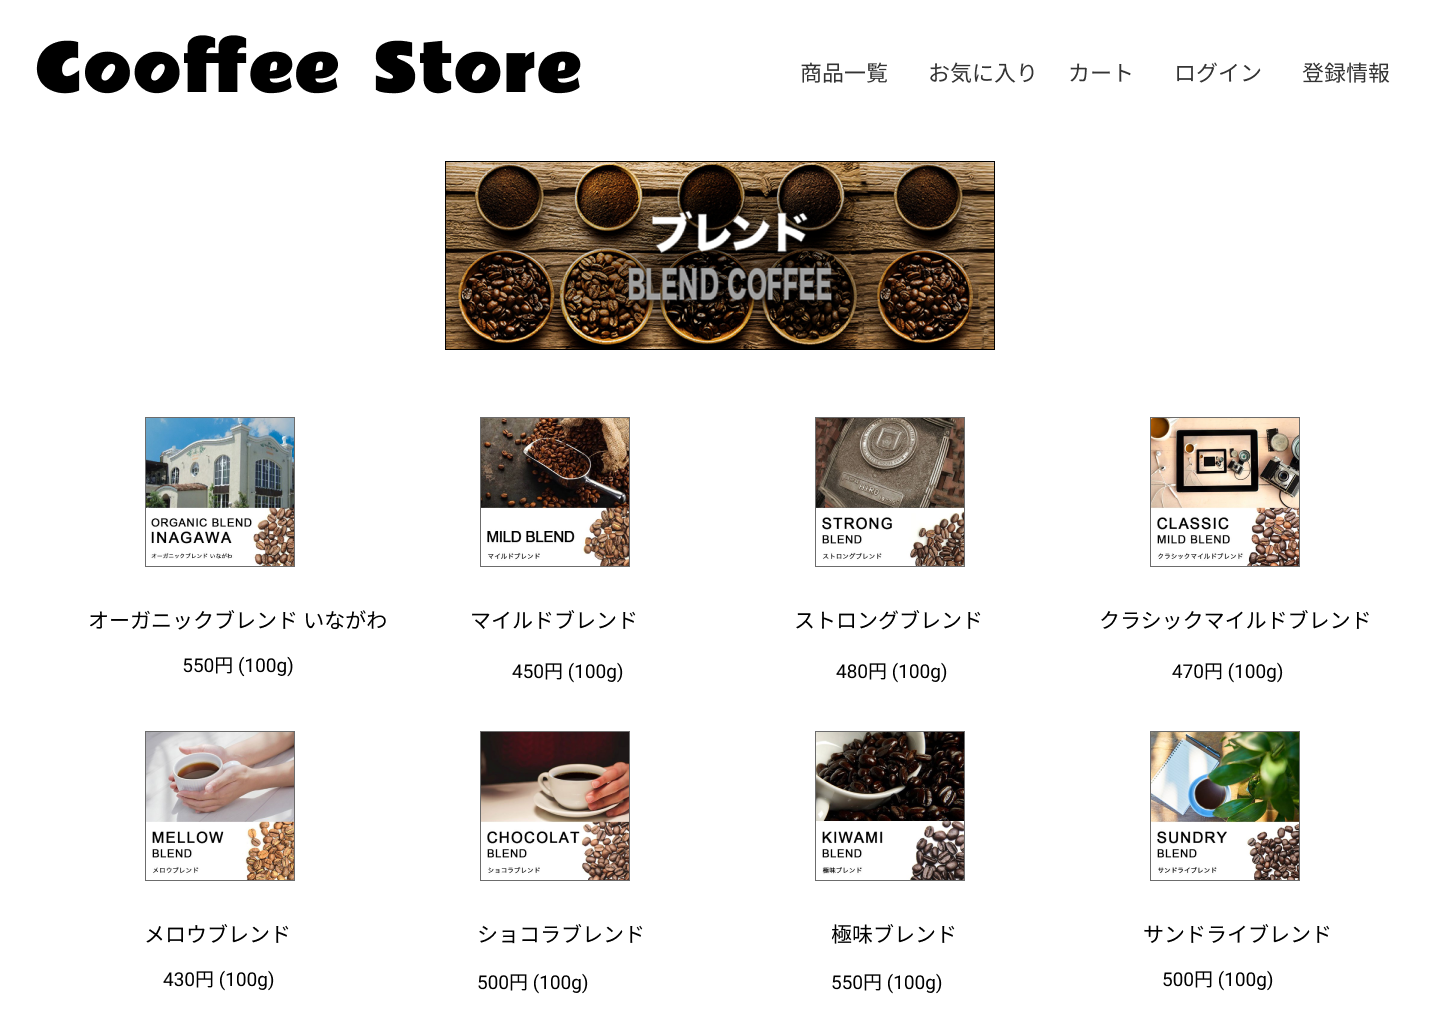 Cooffee Store
商品一覧 お気に入り カート ログイン 登録情報
ブレンド
BLEND COFFEE
ORGANIC BLEND
INAGAWA
オーガニックブレンド いながわ
MILD BLEND
マイルドブレンド
STRONG
BLEND
ストロングブレンド
CLASSIC
MILD BLEND
クラシックマイルドブレンド
オーガニックブレンド いながわ
マイルドブレンド
ストロングブレンド
クラシックマイルドブレンド
550円 (100g)
450円 (100g)
480円 (100g)
470円 (100g)
MELLOW
BLEND
メロウブレンド
CHOCOLAT
BLEND
ショコラブレンド
KIWAMI
BLEND
極味ブレンド
SUNDRY
BLEND
サンドライブレンド
メロウブレンド
ショコラブレンド
極味ブレンド
サンドライブレンド
430円 (100g)
500円 (100g)
550円 (100g)
500円 (100g)